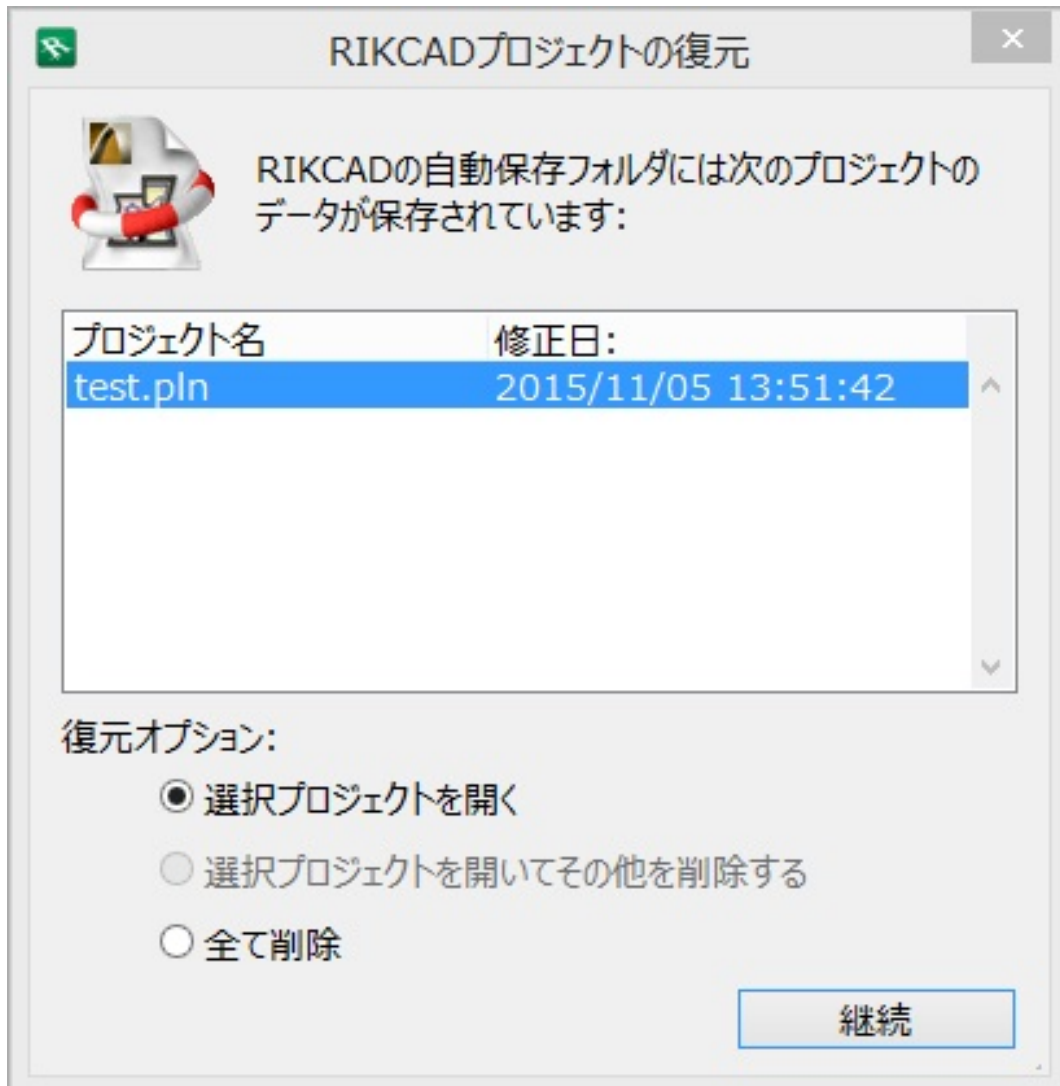 RIKCADプロジェクトの復元
RIKCADの自動保存フォルダには次のプロジェクトの
データが保存されています:
プロジェクト名 修正日:
test.pln 2015/11/05 13:51:42
復元オプション:
選択プロジェクトを開く
選択プロジェクトを開いてその他を削除する
全て削除
継続